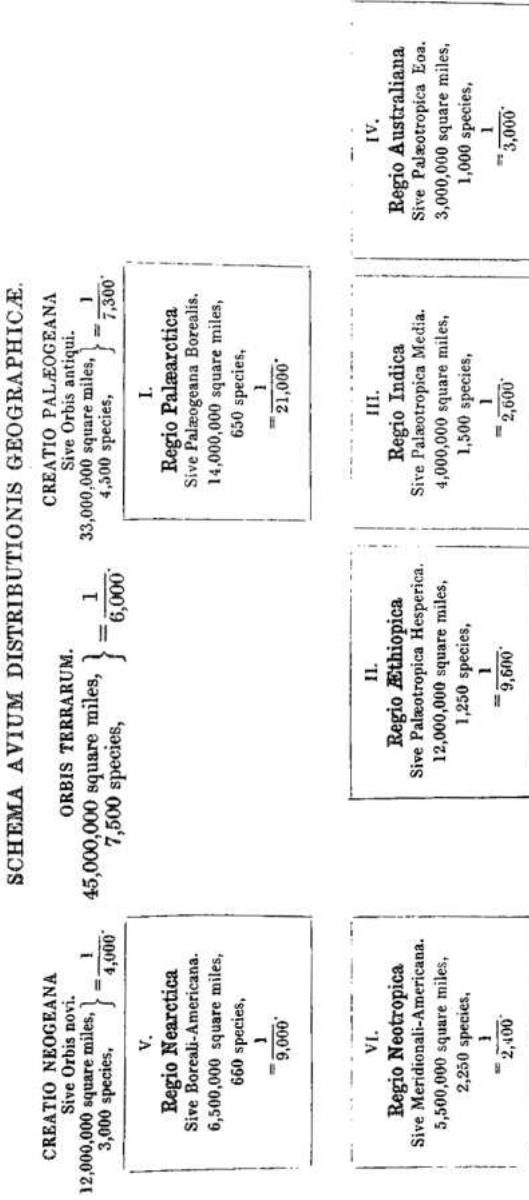 SCHEMA AVIUM DISTRIBUTIONIS GEOGRAPHICÆ.
CREATIO NEOGEANA
Sive Orbis novi.
12,000,000 square miles, } = 1
3,000 species, 4,000.
ORBIS TERRARUM.
45,000,000 square miles, } = 1
7,500 species, 6,000.
CREATIO PALÆOGEANA
Sive Orbis antiqui.
33,000,000 square miles, } = 1
4,500 species, 7,300.
V.
Regio Nearctica
Sive Boreali-Americana.
6,500,000 square miles,
660 species,
= 1
9,000.
I.
Regio Palæarctica
Sive Palæogeana Borealis.
14,000,000 square miles,
650 species,
= 1
21,000.
VI.
Regio Neotropica
Sive Meridionali-Americana.
5,500,000 square miles,
2,250 species,
= 1
2,400.
II.
Regio Æthiopica
Sive Palæotropica Hesperica.
12,000,000 square miles,
1,250 species,
= 1
9,600.
III.
Regio Indica
Sive Palæotropica Media.
4,000,000 square miles,
1,500 species,
= 1
2,600.
IV.
Regio Australiana
Sive Palæotropica Eoa.
3,000,000 square miles,
1,000 species,
= 1
3,000.